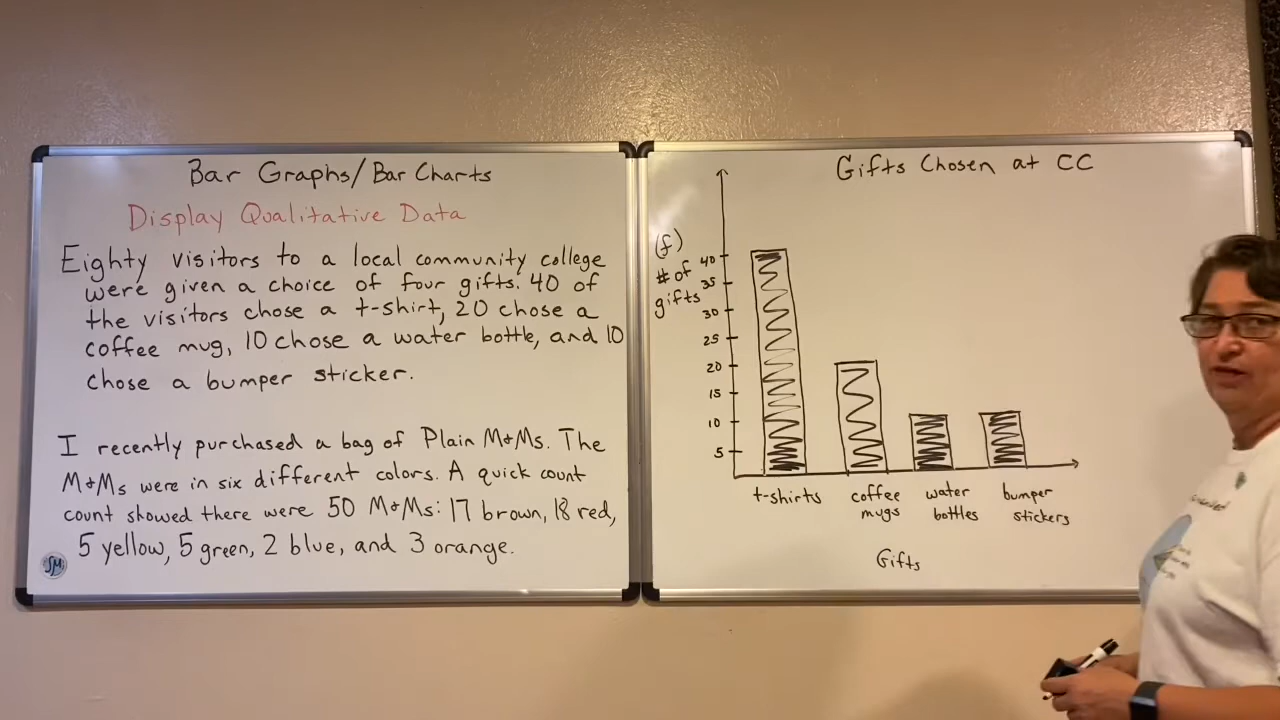 Bar Graphs/Bar Charts
Display Qualitative Data
Eighty visitors to a local community college
were given a choice of four gifts. 40 of
the visitors chose a t-shirt, 20 chose a
coffee mug, 10 chose a water bottle, and 10
chose a bumper sticker.
I recently purchased a bag of Plain M&Ms. The
M&Ms were in six different colors. A quick count
count showed there were 50 M&Ms: 17 brown, 18 red,
5 yellow, 5 green, 2 blue, and 3 orange.
SM
Gifts Chosen at CC
(f)
# of
gifts
40
35
30
25
20
15
10
5
t-shirts
coffee
mugs
water
bottles
bumper
stickers
Gifts